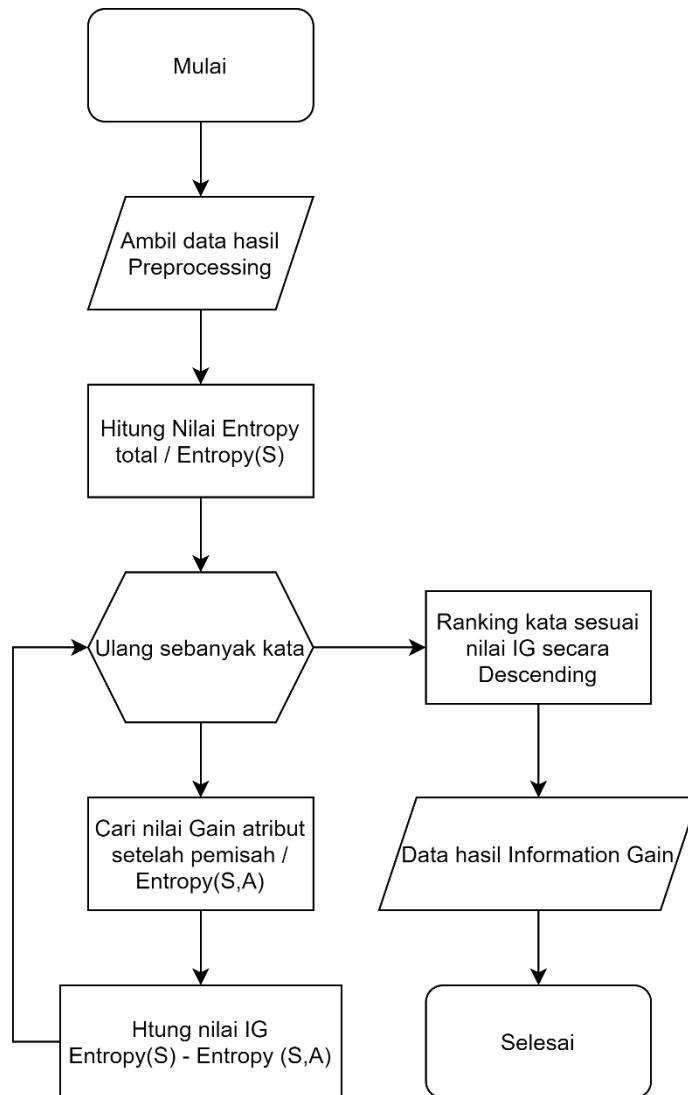 Mulai
Ambil data hasil
Preprocessing
Hitung Nilai Entropy
total / Entropy(S)
Ulang sebanyak kata
Cari nilai Gain atribut
setelah pemisah /
Entropy(S,A)
Htung nilai IG
Entropy(S) - Entropy (S,A)
Ranking kata sesuai
nilai IG secara
Descending
Data hasil Information Gain
Selesai